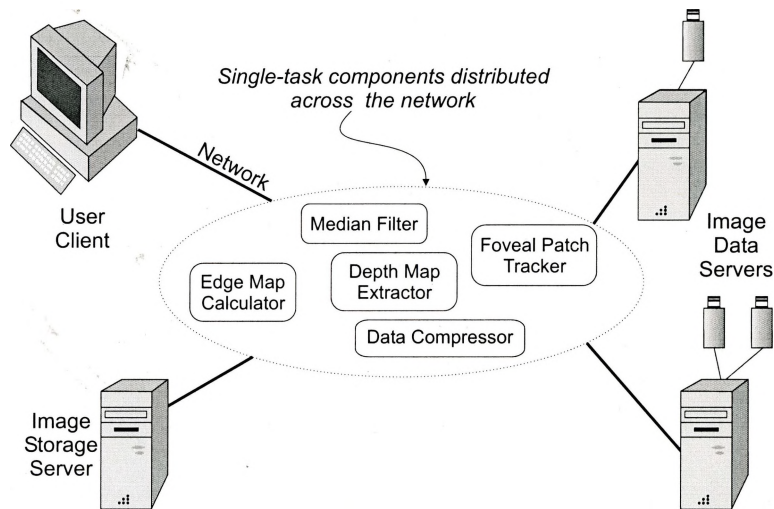 Single-task components distributed
across the network
Network
User
Client
Median Filter
Foveal Patch
Tracker
Edge Map
Calculator
Depth Map
Extractor
Data Compressor
Image
Data
Servers
Image
Storage
Server